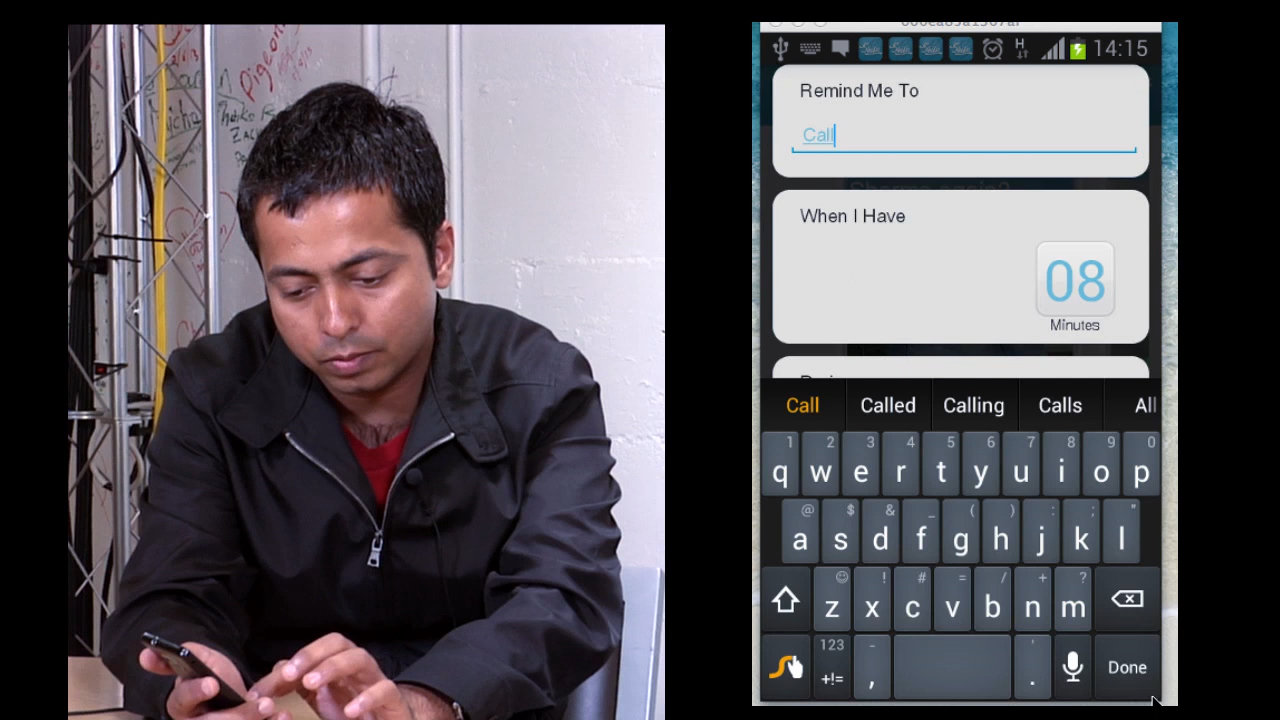 Pigeon
14:15
Remind Me To
Call
When I Have
08
Minutes
Call Called Calling Calls All
1 2 3 4 5 6 7 8 9 0
q w e r t y u i o p
@ $ & _ ( ) : ; "
a s d f g h j k l
! # = / + ?
z x c v b n m
123 - '
+!= , . Done